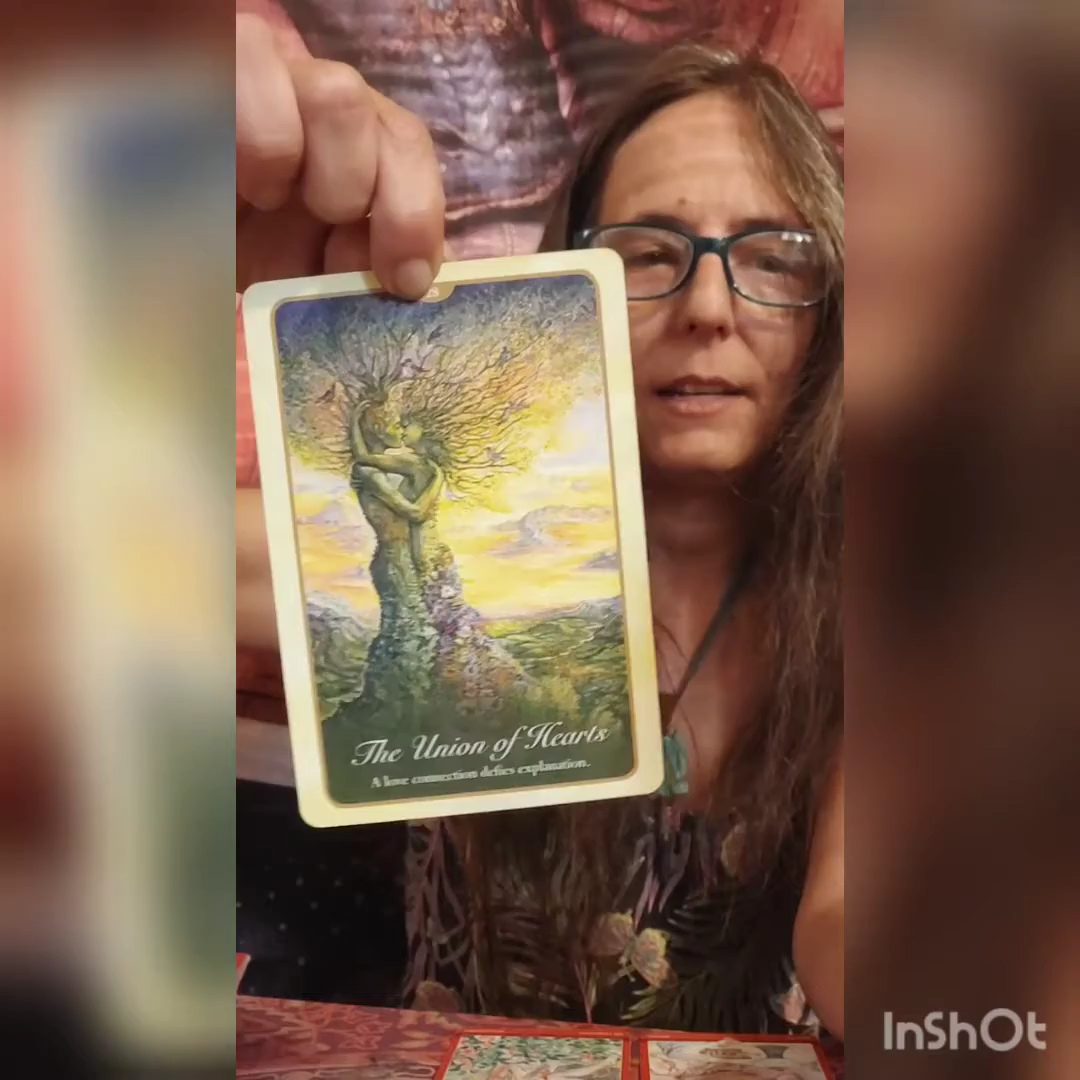 The Union of Hearts
A love connection defies explanation.
InShOt